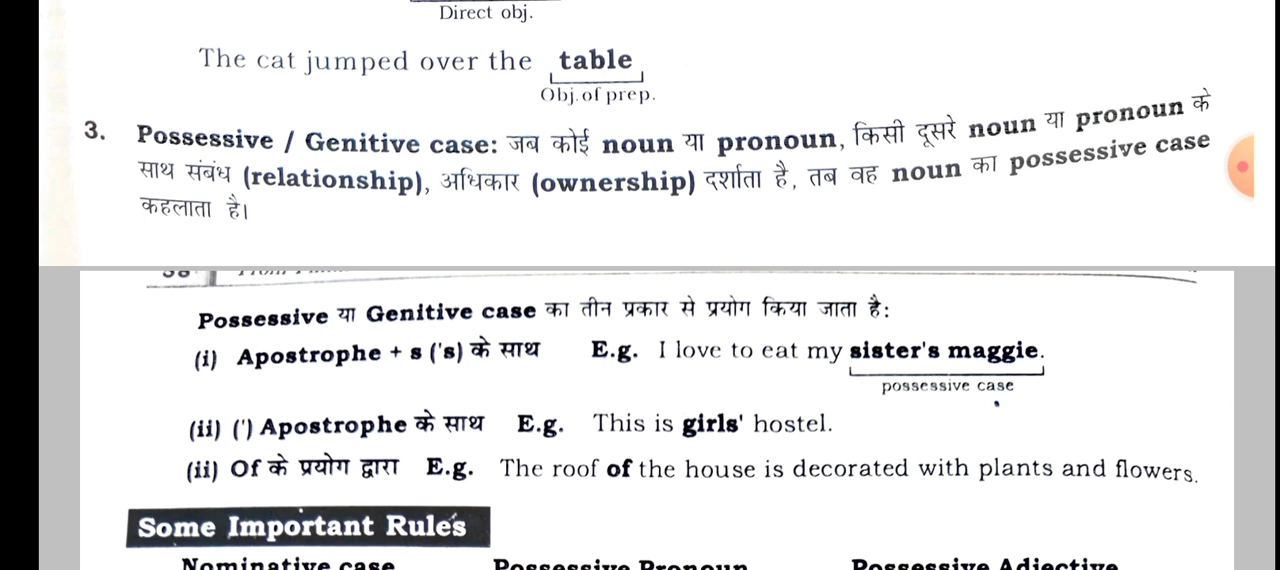 Direct obj.
The cat jumped over the table
Obj. of prep.
3. Possessive / Genitive case: जब कोई noun या pronoun, किसी दूसरे noun या pronoun के
साथ संबंध (relationship), अधिकार (ownership) दर्शाता है, तब वह noun का possessive case
कहलाता है।
Possessive या Genitive case का तीन प्रकार से प्रयोग किया जाता है:
(i) Apostrophe + s ('s) के साथ E.g. I love to eat my sister's maggie.
possessive case
(ii) (') Apostrophe के साथ E.g. This is girls' hostel.
(ii) Of के प्रयोग द्वारा E.g. The roof of the house is decorated with plants and flowers.
Some Important Rules
Nominative case Possessive Pronoun Possessive Adjective